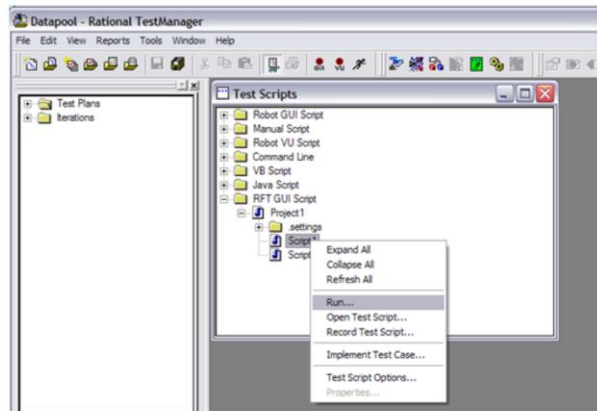 Datapool - Rational TestManager
File Edit View Reports Tools Window Help
Test Plans
Iterations
Test Scripts
Robot GUI Script
Manual Script
Robot VU Script
Command Line
VB Script
Java Script
RFT GUI Script
Project1
.settings
Script1
Script
Expand All
Collapse All
Refresh All
Run...
Open Test Script...
Record Test Script...
Implement Test Case...
Test Script Options...
Properties...